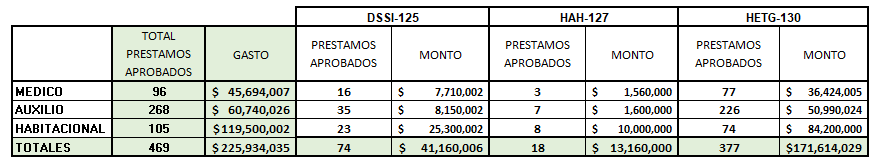 DSSI-125 HAH-127 HETG-130
TOTAL PRESTAMOS APROBADOS GASTO PRESTAMOS APROBADOS MONTO PRESTAMOS APROBADOS MONTO PRESTAMOS APROBADOS MONTO
MEDICO 96 $ 45,694,007 16 $ 7,710,002 3 $ 1,560,000 77 $ 36,424,005
AUXILIO 268 $ 60,740,026 35 $ 8,150,002 7 $ 1,600,000 226 $ 50,990,024
HABITACIONAL 105 $119,500,002 23 $ 25,300,002 8 $ 10,000,000 74 $ 84,200,000
TOTALES 469 $225,934,035 74 $ 41,160,006 18 $ 13,160,000 377 $171,614,029